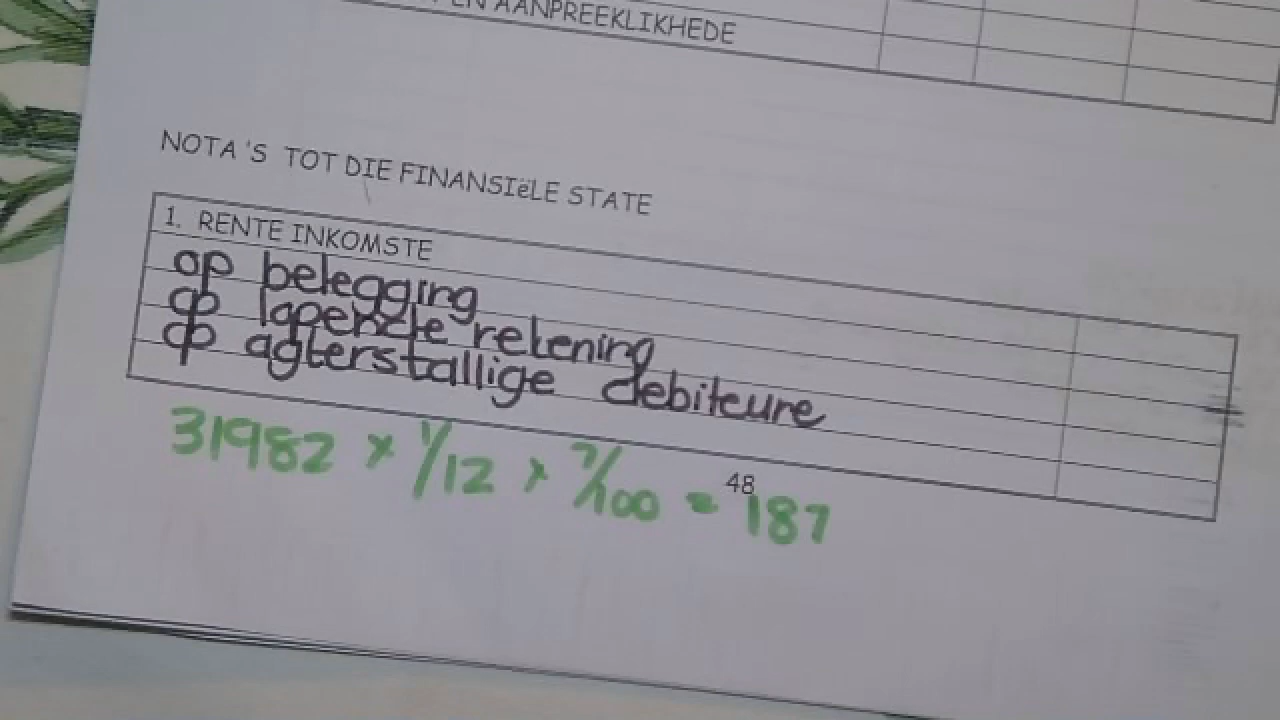 EN AANPREEKLIKHEDE
NOTA'S TOT DIE FINANSIëLE STATE
1. RENTE INKOMSTE
op belegging
op lopende rekening
op agterstallige debiteure
31982 × 1/12 × 7/100 = 187
48